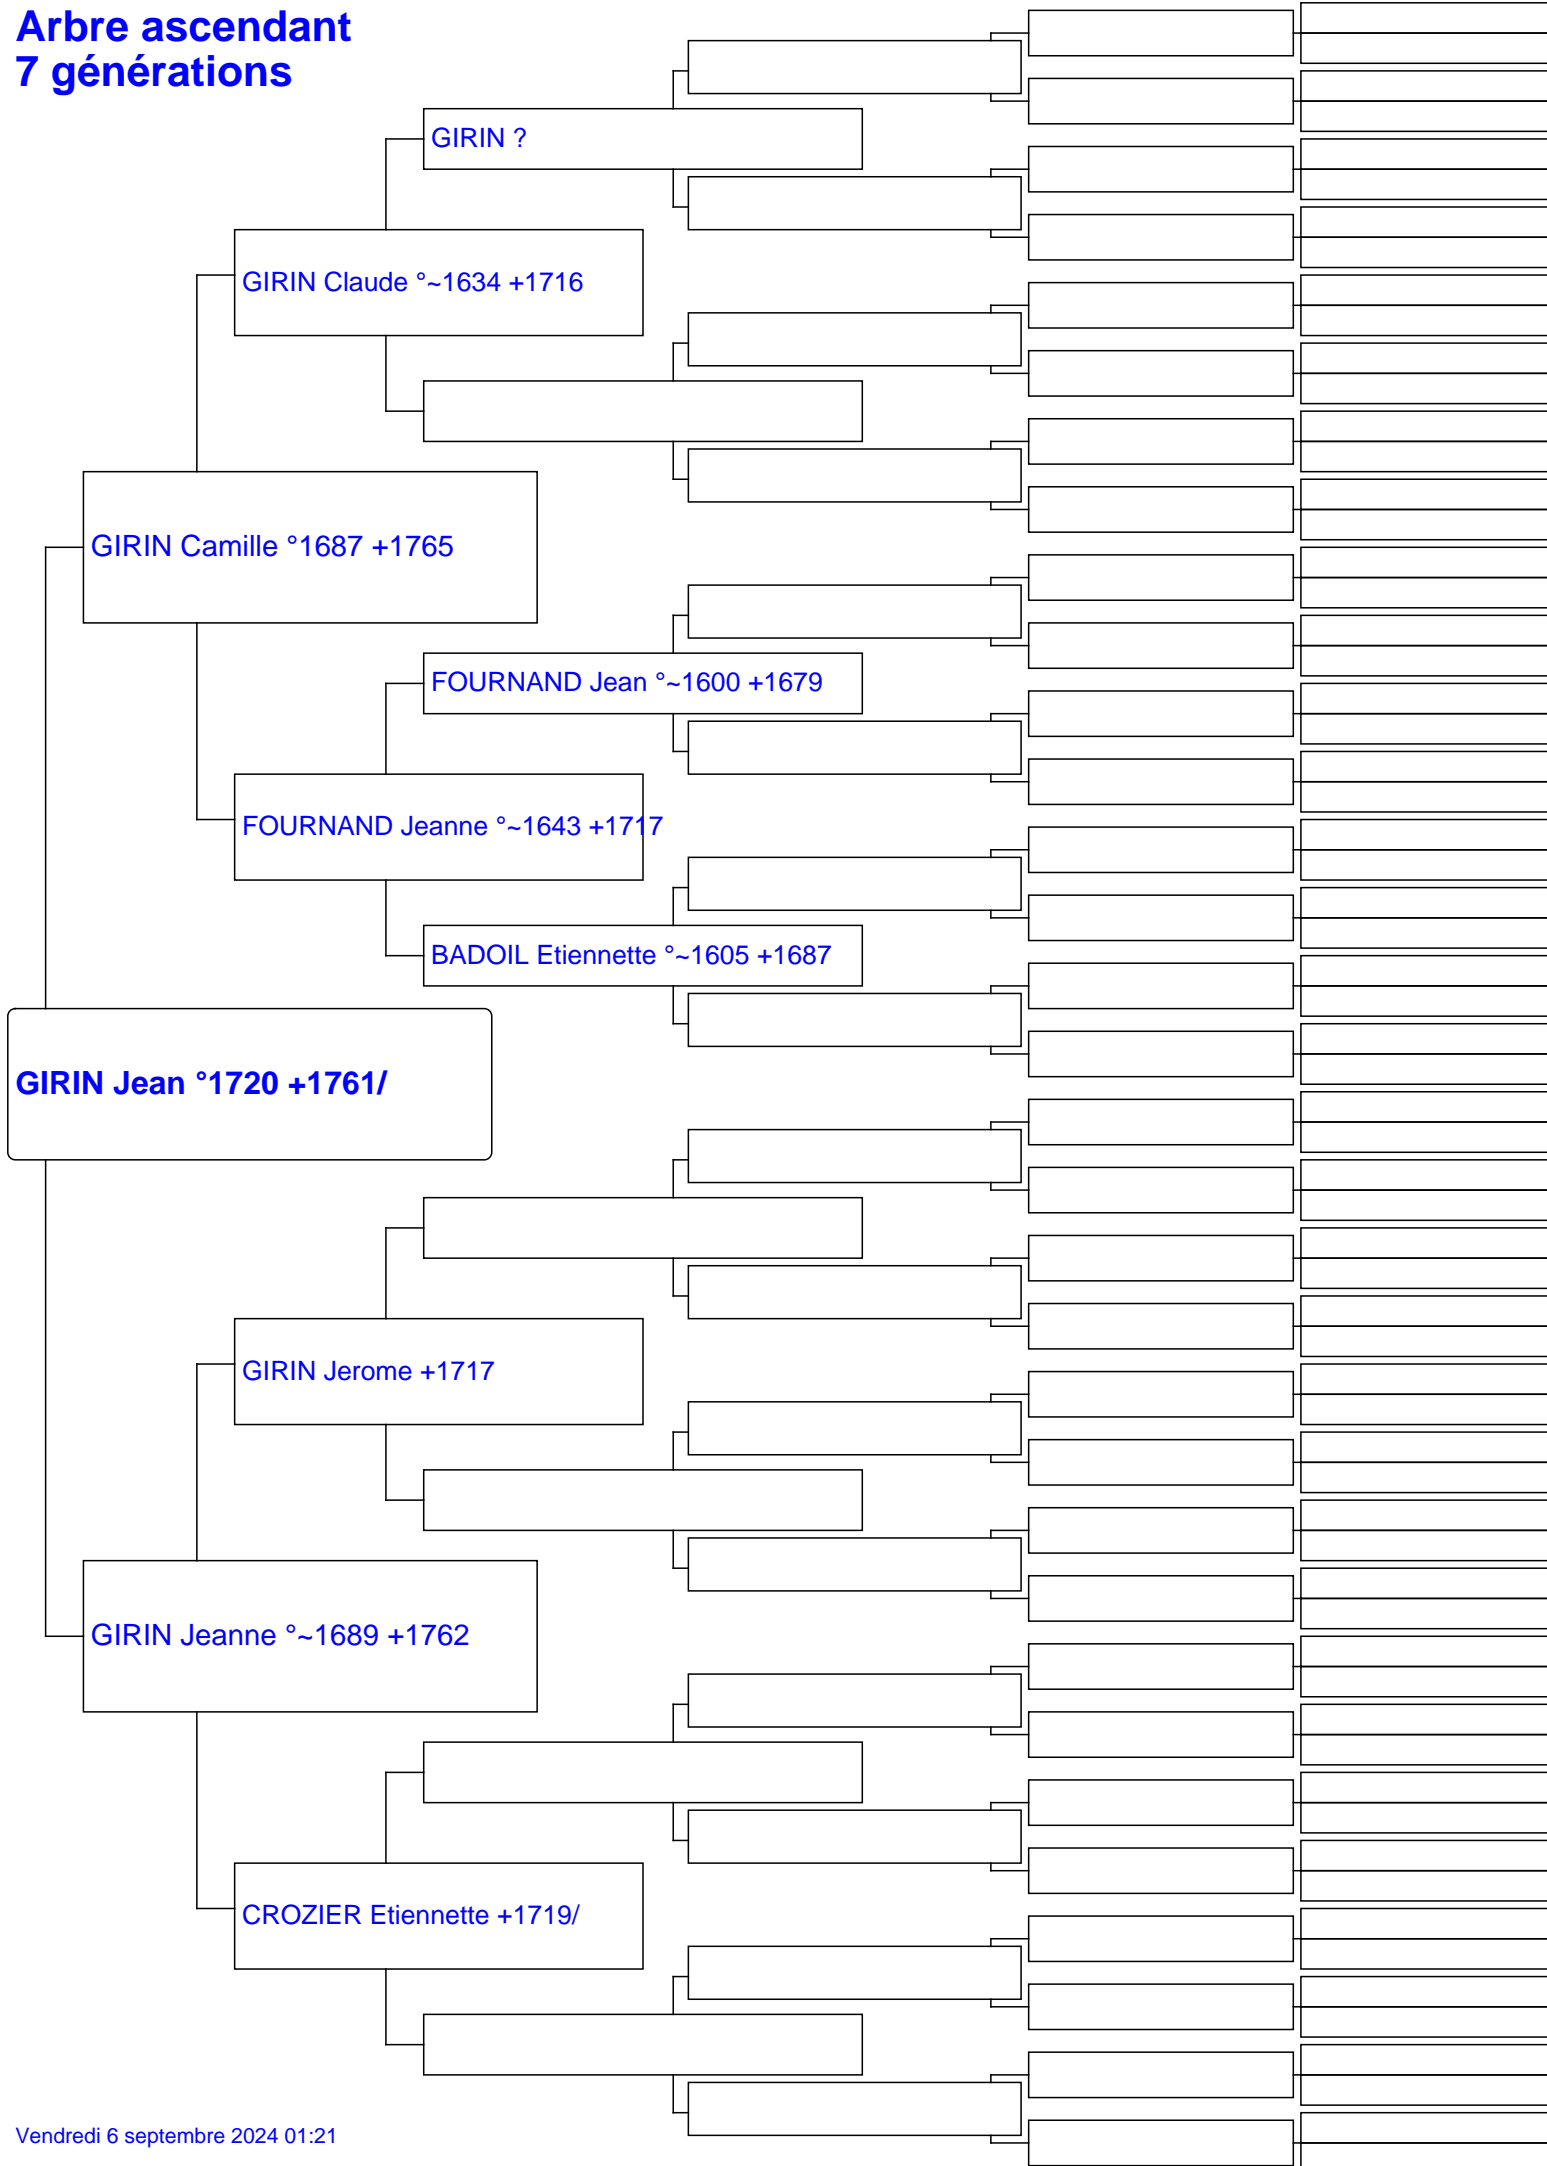 Arbre ascendant
7 générations
GIRIN ?
GIRIN Claude °~1634 +1716
GIRIN Camille °1687 +1765
FOURNAND Jean °~1600 +1679
FOURNAND Jeanne °~1643 +1717
BADOIL Etiennette °~1605 +1687
GIRIN Jean °1720 +1761/
GIRIN Jerome +1717
GIRIN Jeanne °~1689 +1762
CROZIER Etiennette +1719/
Vendredi 6 septembre 2024 01:21